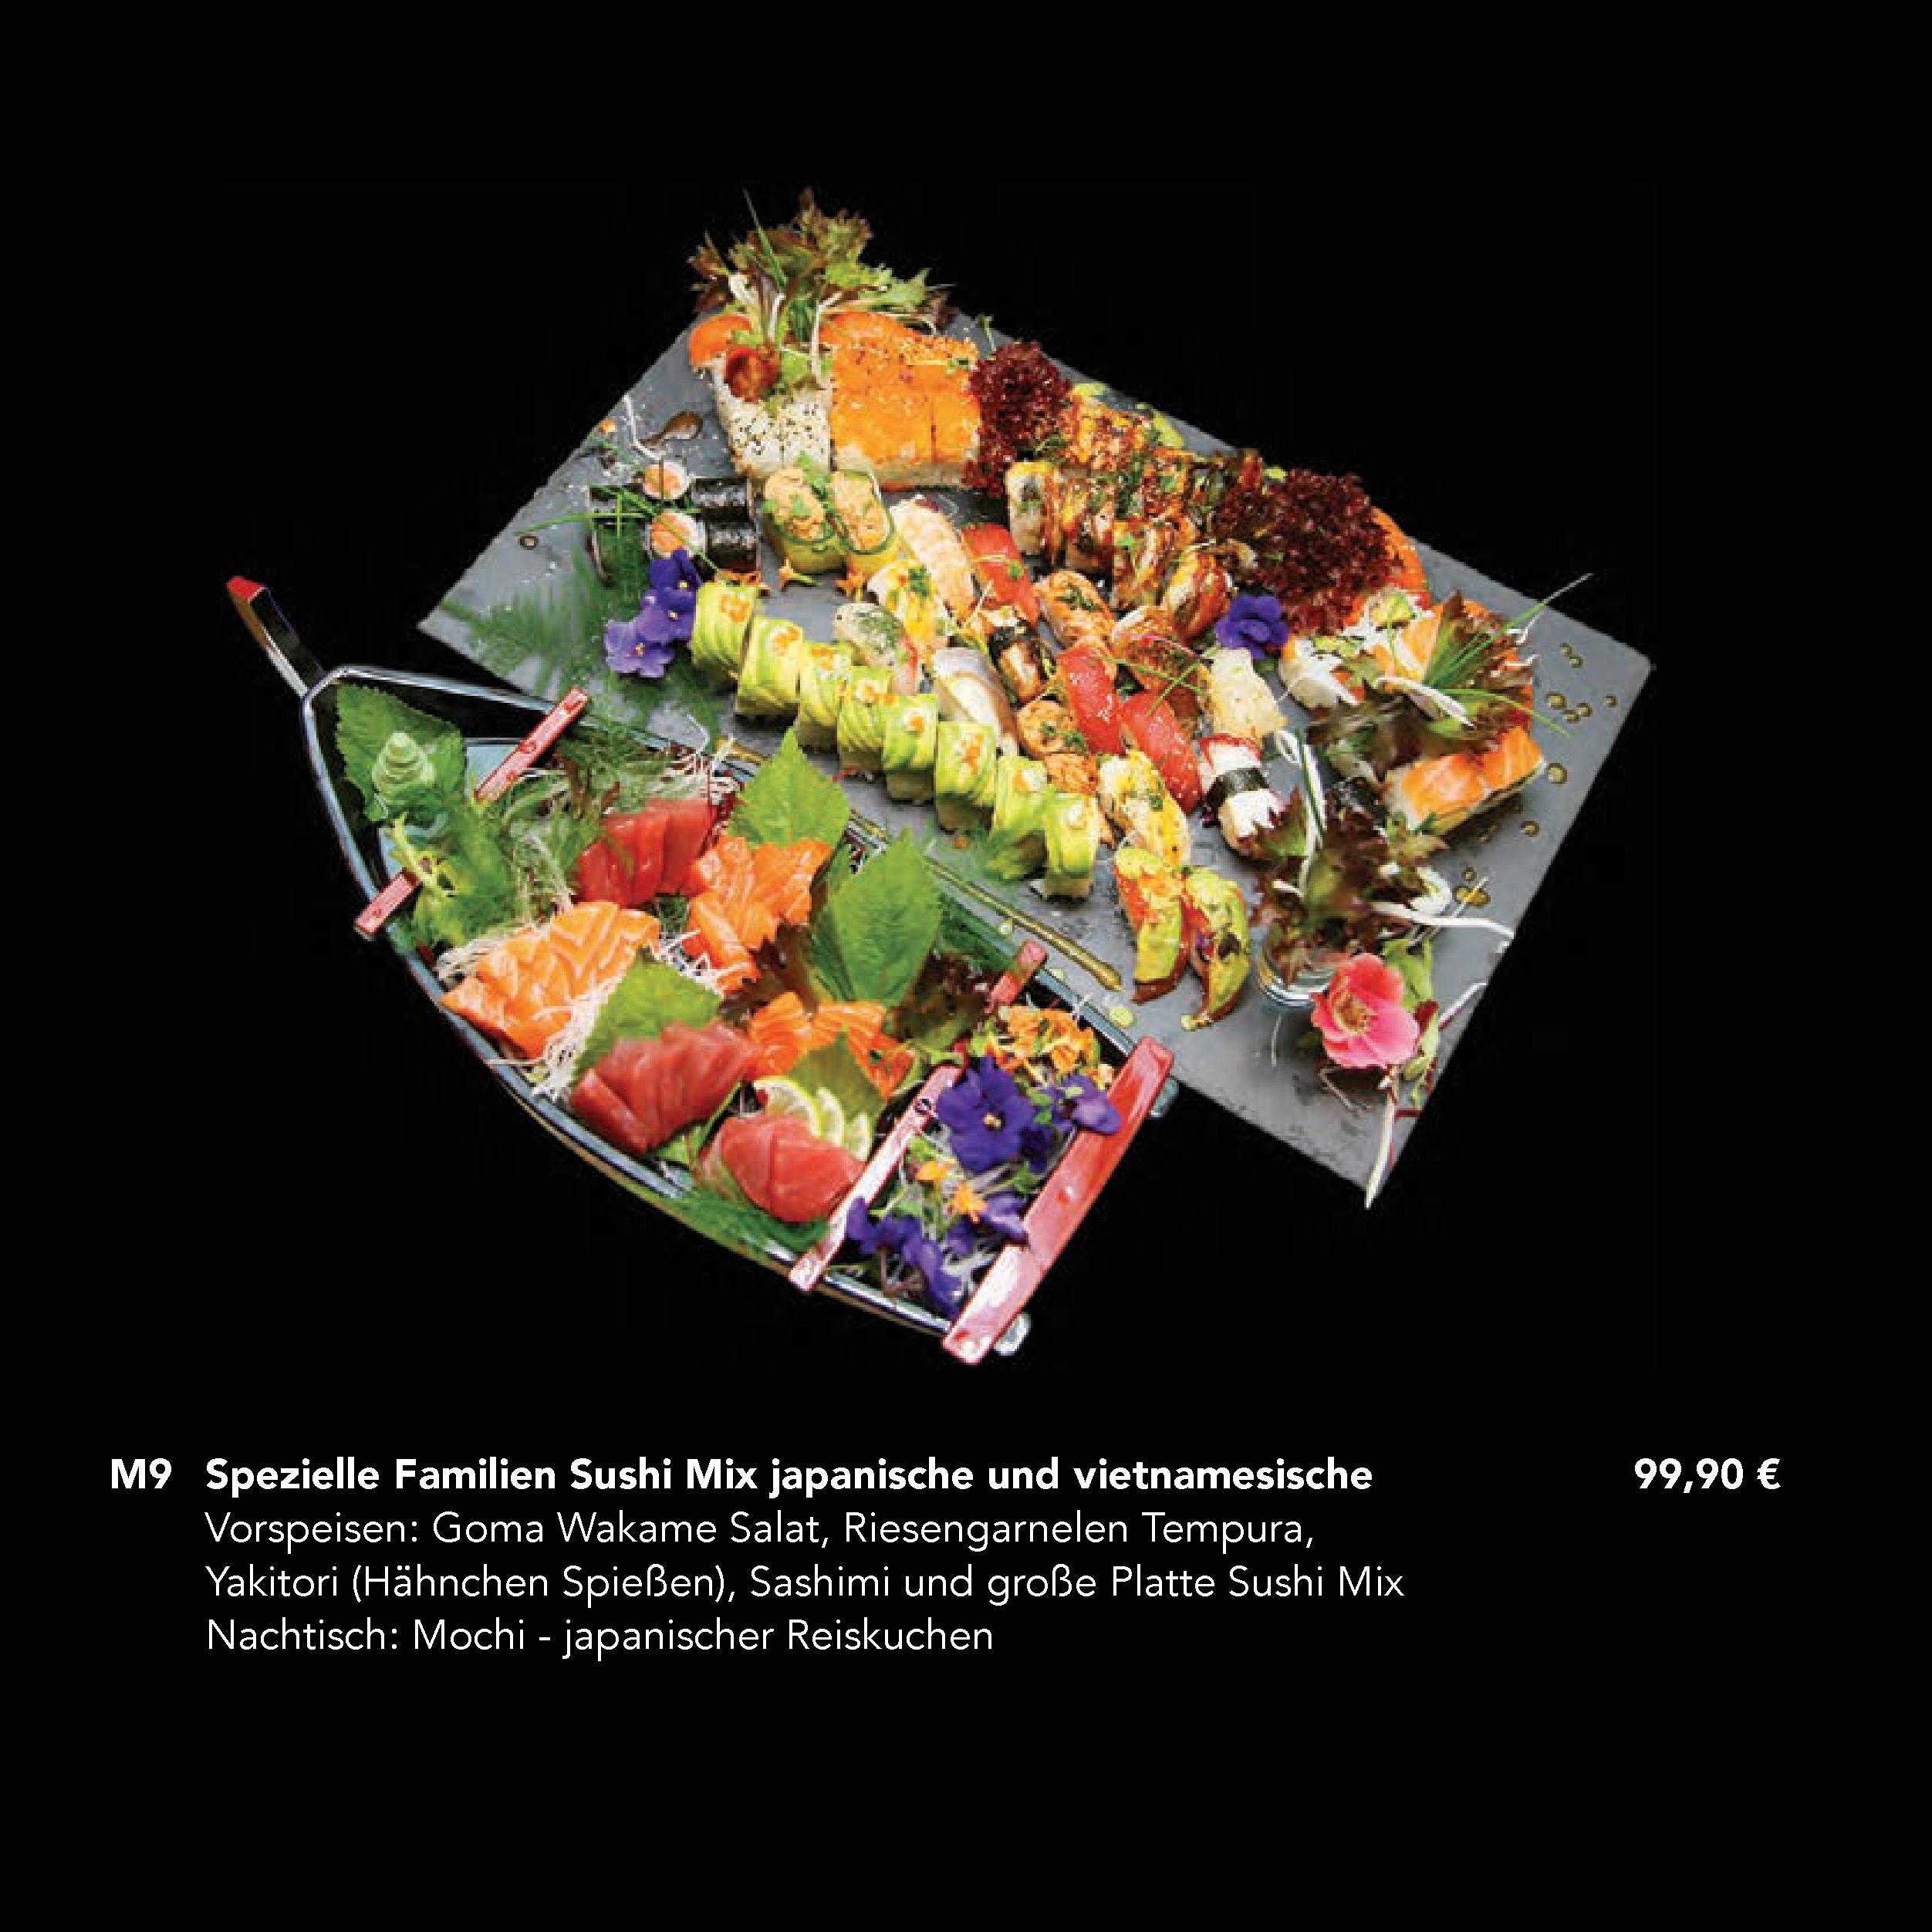 M9 Spezielle Familien Sushi Mix japanische und vietnamesische 99,90 €
Vorspeisen: Goma Wakame Salat, Riesengarnelen Tempura,
Yakitori (Hähnchen Spießen), Sashimi und große Platte Sushi Mix
Nachtisch: Mochi - japanischer Reiskuchen